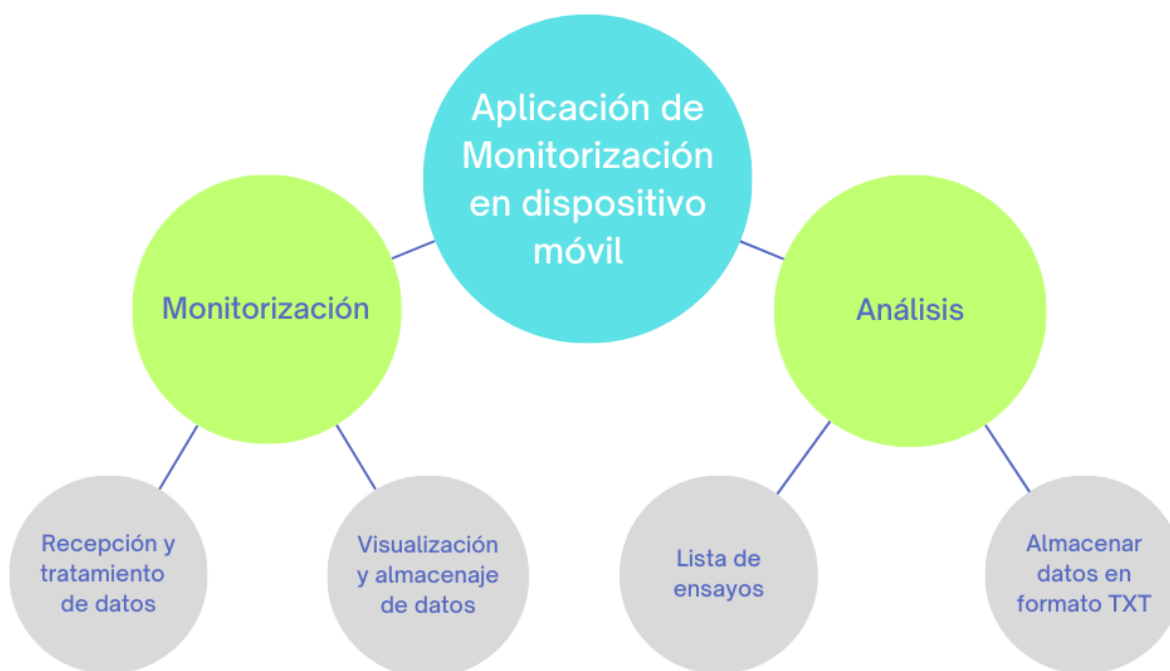 Aplicación de
Monitorización
en dispositivo
móvil
Monitorización
Análisis
Recepción y
tratamiento
de datos
Visualización
y almacenaje
de datos
Lista de
ensayos
Almacenar
datos en
formato TXT